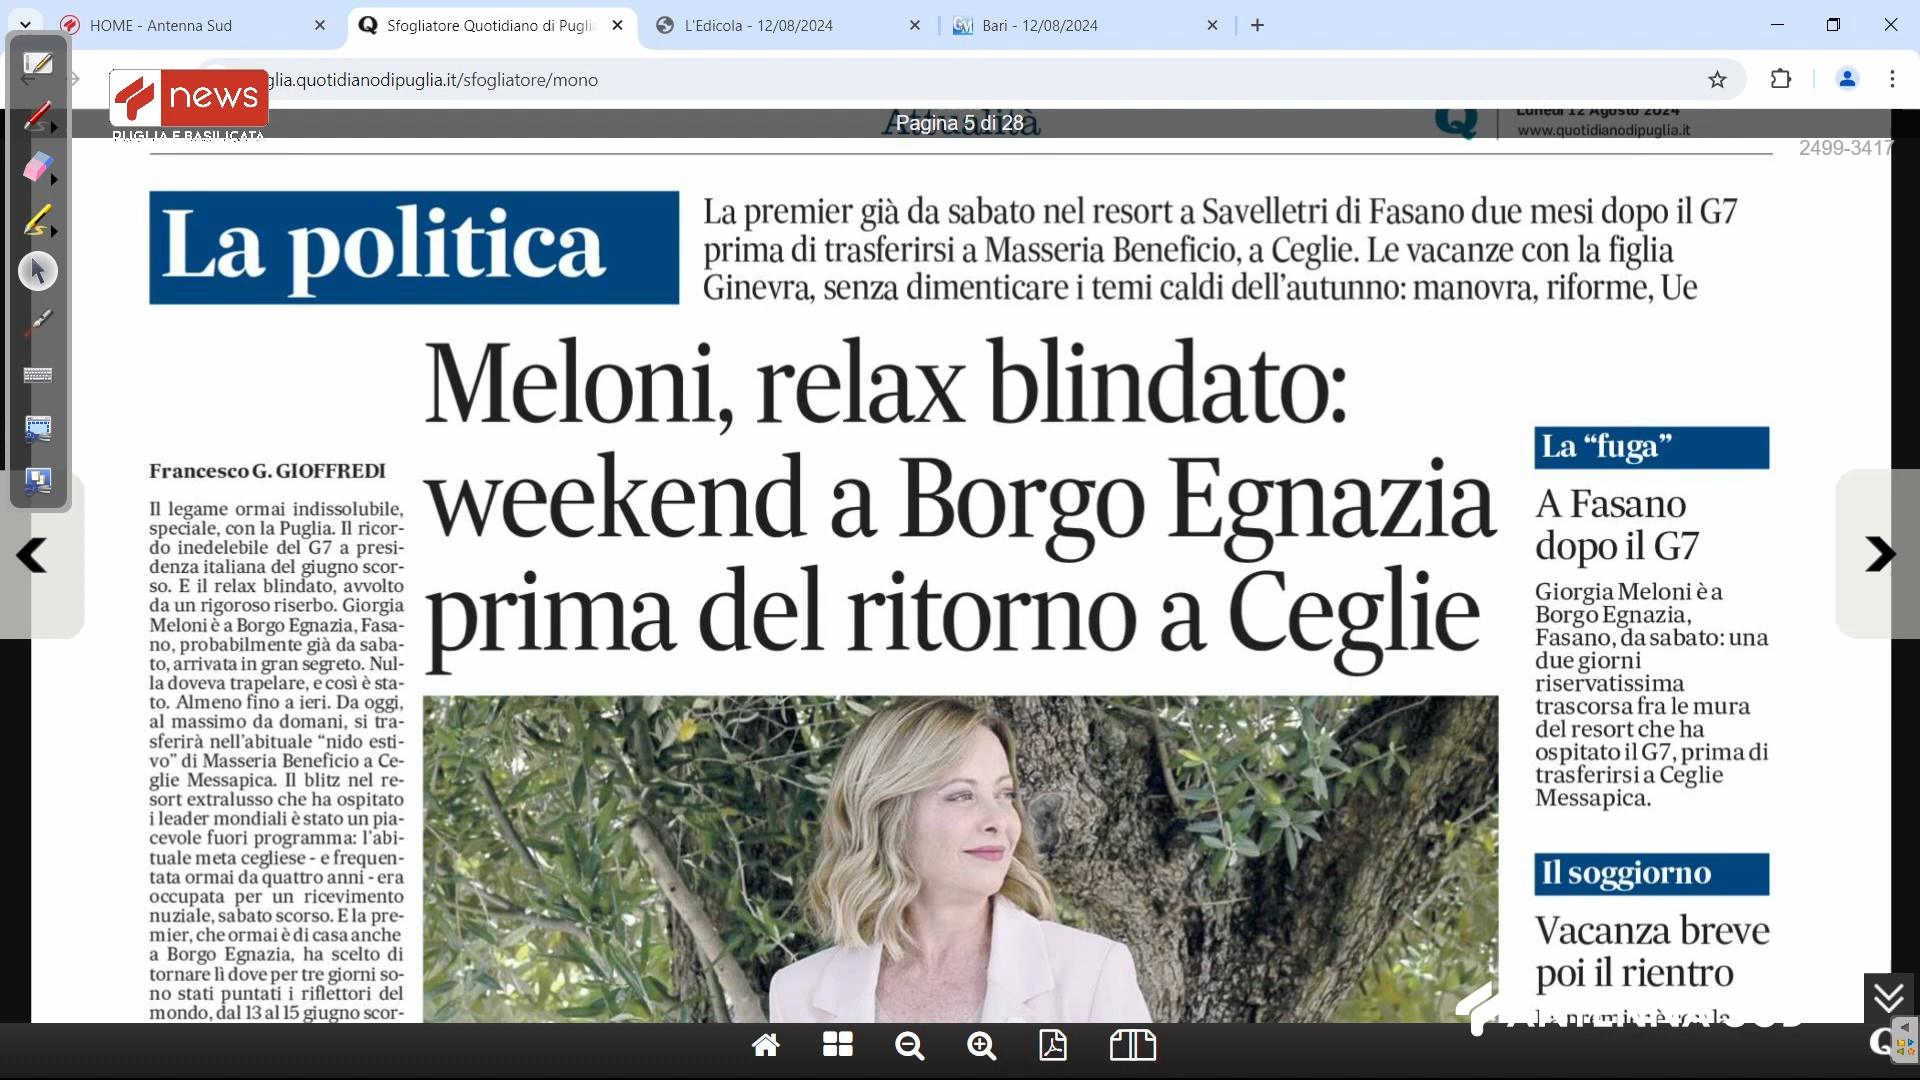 HOME - Antenna Sud
Sfogliatore Quotidiano di Puglia
L'Edicola - 12/08/2024
Bari - 12/08/2024
glia.quotidianodipuglia.it/sfogliatore/mono
news
PUGLIA E BASILICATA
Attualità
Pagina 5 di 28
Lunedì 12 Agosto 2024
www.quotidianodipuglia.it
2499-3417
La politica
La premier già da sabato nel resort a Savelletri di Fasano due mesi dopo il G7
prima di trasferirsi a Masseria Beneficio, a Ceglie. Le vacanze con la figlia
Ginevra, senza dimenticare i temi caldi dell'autunno: manovra, riforme, Ue
Meloni, relax blindato:
weekend a Borgo Egnazia
prima del ritorno a Ceglie
Francesco G. GIOFFREDI
Il legame ormai indissolubile,
speciale, con la Puglia. Il ricor-
do inedelebile del G7 a presi-
denza italiana del giugno scor-
so. E il relax blindato, avvolto
da un rigoroso riserbo. Giorgia
Meloni è a Borgo Egnazia, Fasa-
no, probabilmente già da saba-
to, arrivata in gran segreto. Nul-
la doveva trapelare, e così è sta-
to. Almeno fino a ieri. Da oggi,
al massimo da domani, si tra-
sferirà nell'abituale “nido esti-
vo” di Masseria Beneficio a Ce-
glie Messapica. Il blitz nel re-
sort extralusso che ha ospitato
i leader mondiali è stato un pia-
cevole fuori programma: l'abi-
tuale meta cegliese - e frequen-
tata ormai da quattro anni - era
occupata per un ricevimento
nuziale, sabato scorso. E la pre-
mier, che ormai è di casa anche
a Borgo Egnazia, ha scelto di
tornare lì dove per tre giorni so-
no stati puntati i riflettori del
mondo, dal 13 al 15 giugno scor-
La “fuga”
A Fasano
dopo il G7
Giorgia Meloni è a
Borgo Egnazia,
Fasano, da sabato: una
due giorni
riservatissima
trascorsa fra le mura
del resort che ha
ospitato il G7, prima di
trasferirsi a Ceglie
Messapica.
Il soggiorno
Vacanza breve
poi il rientro
ANTENNA SUD